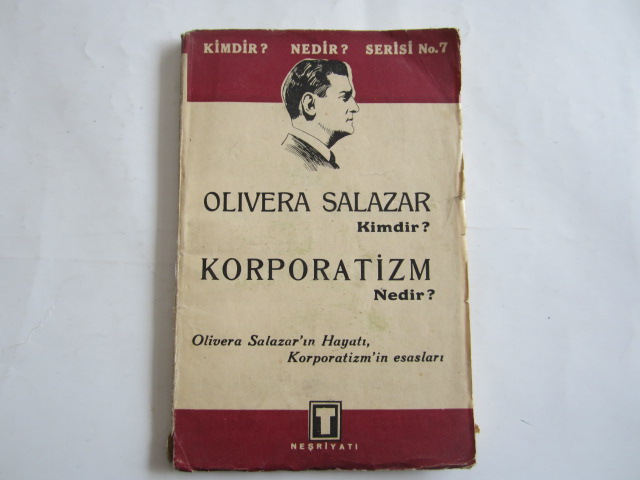 KİMDİR? NEDİR? SERİSİ No.7
OLIVERA SALAZAR
Kimdir?
KORPORATİZM
Nedir?
Olivera Salazar'ın Hayatı,
Korporatizm'in esasları
T
NEŞRİYATI